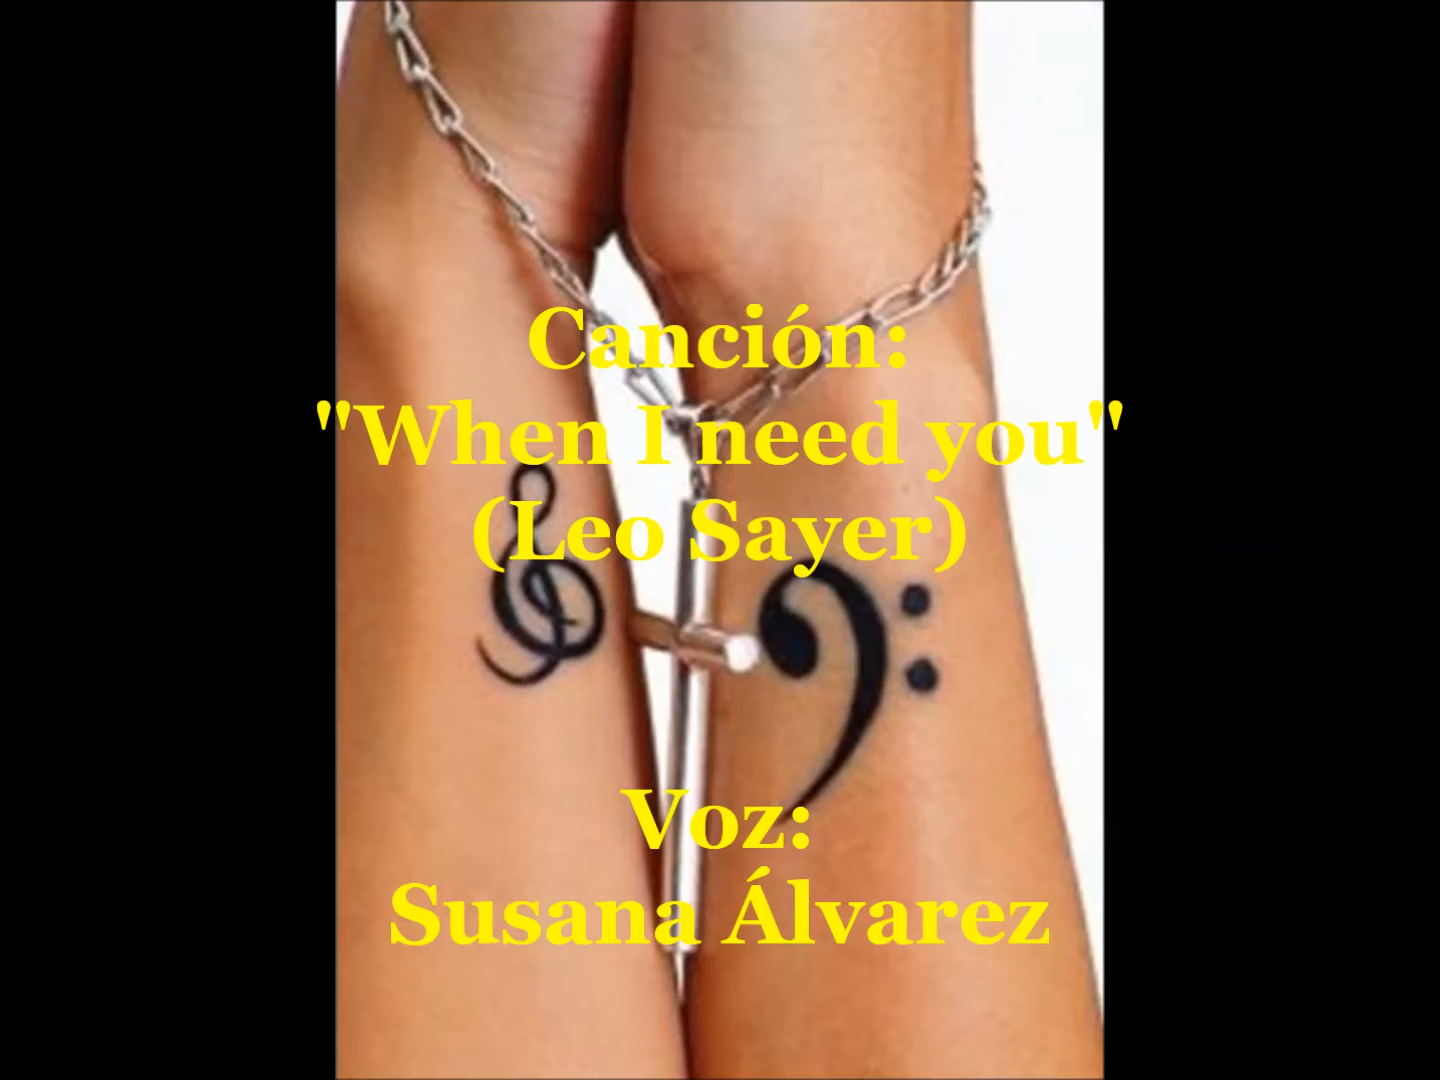 Canción:
"When I need you"
(Leo Sayer)
Voz:
Susana Álvarez